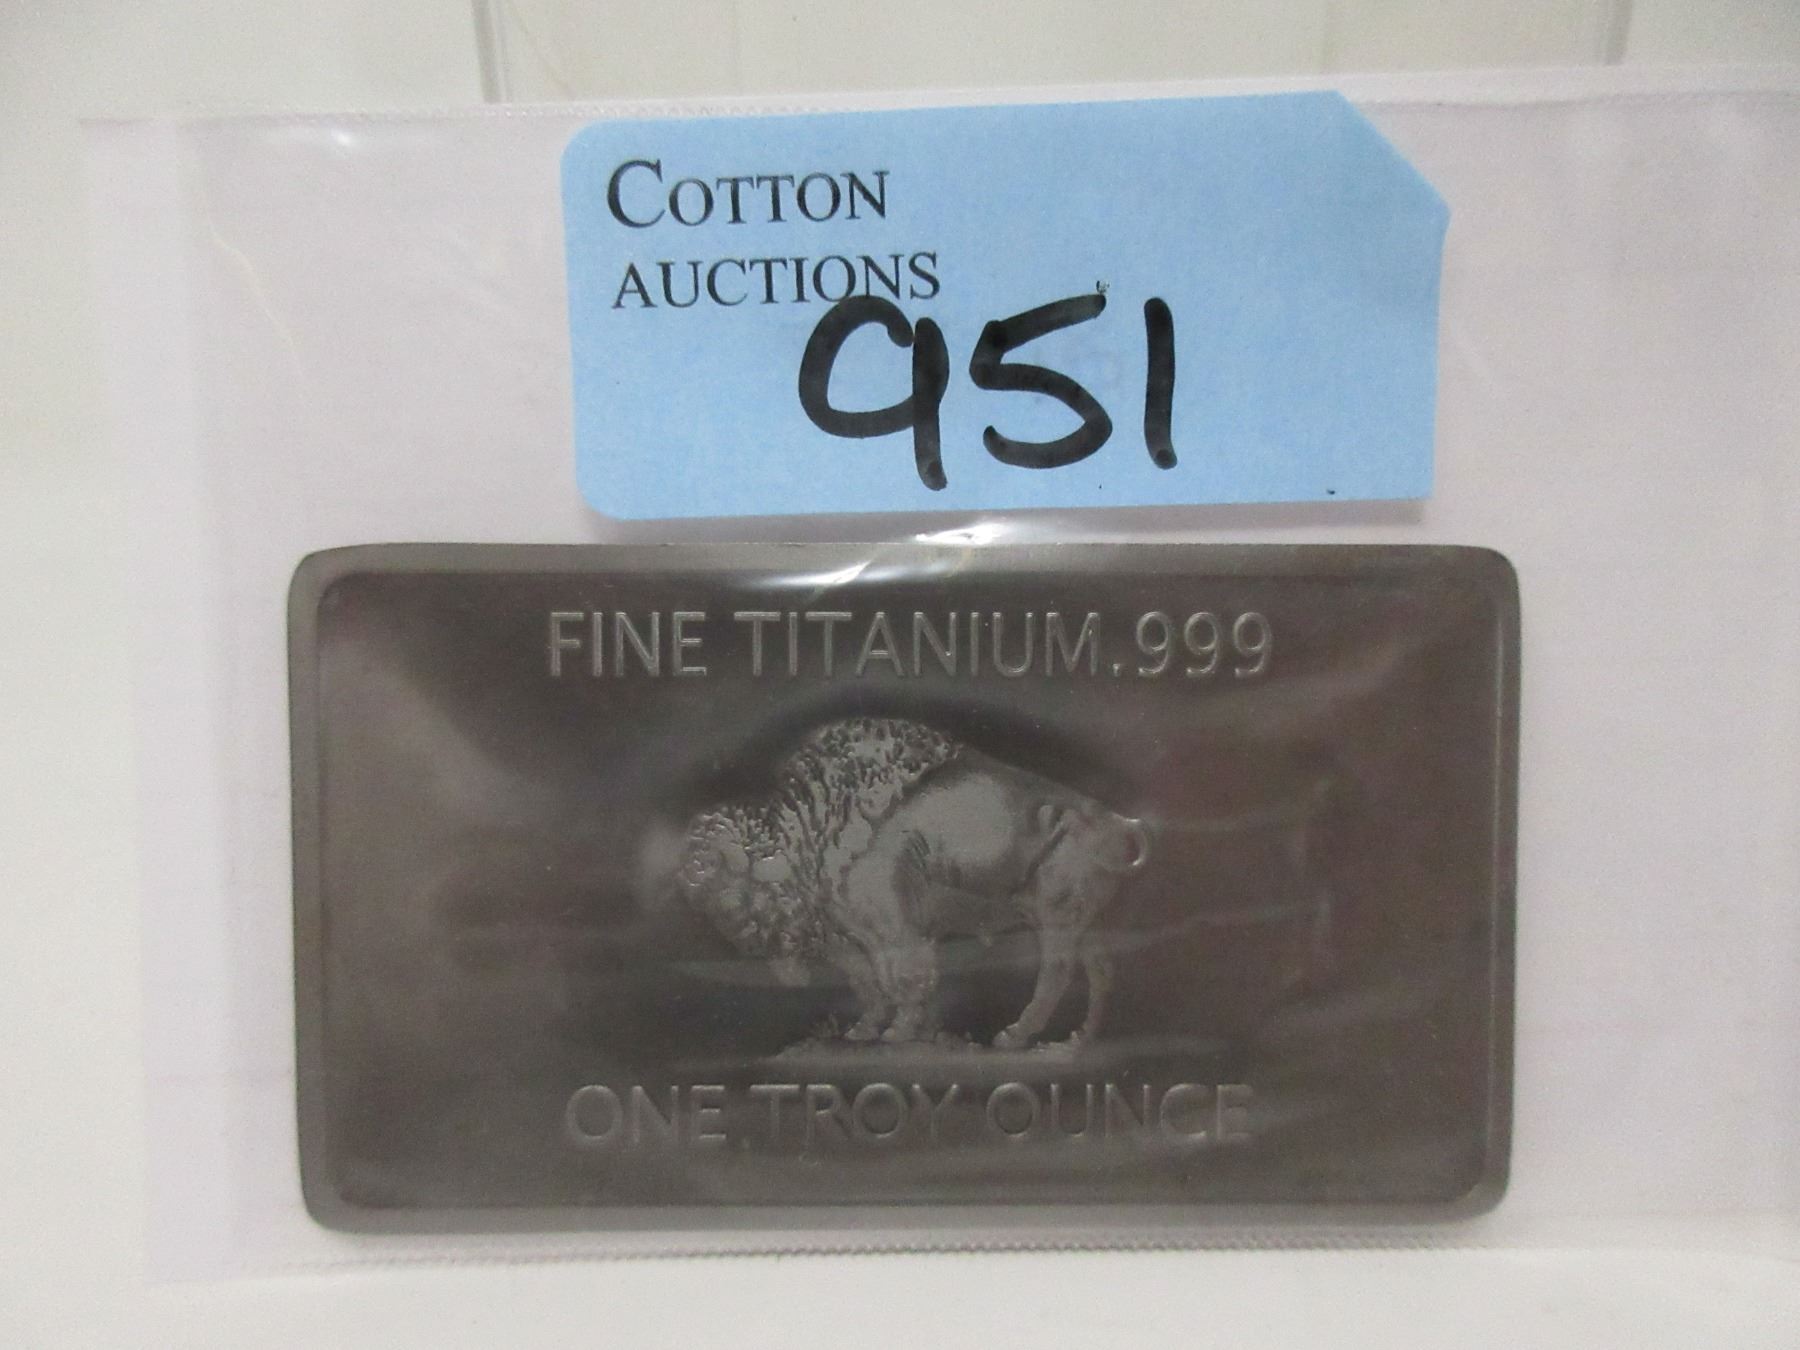 COTTON
AUCTIONS
951
FINE TITANIUM.999
ONE TROY OUNCE